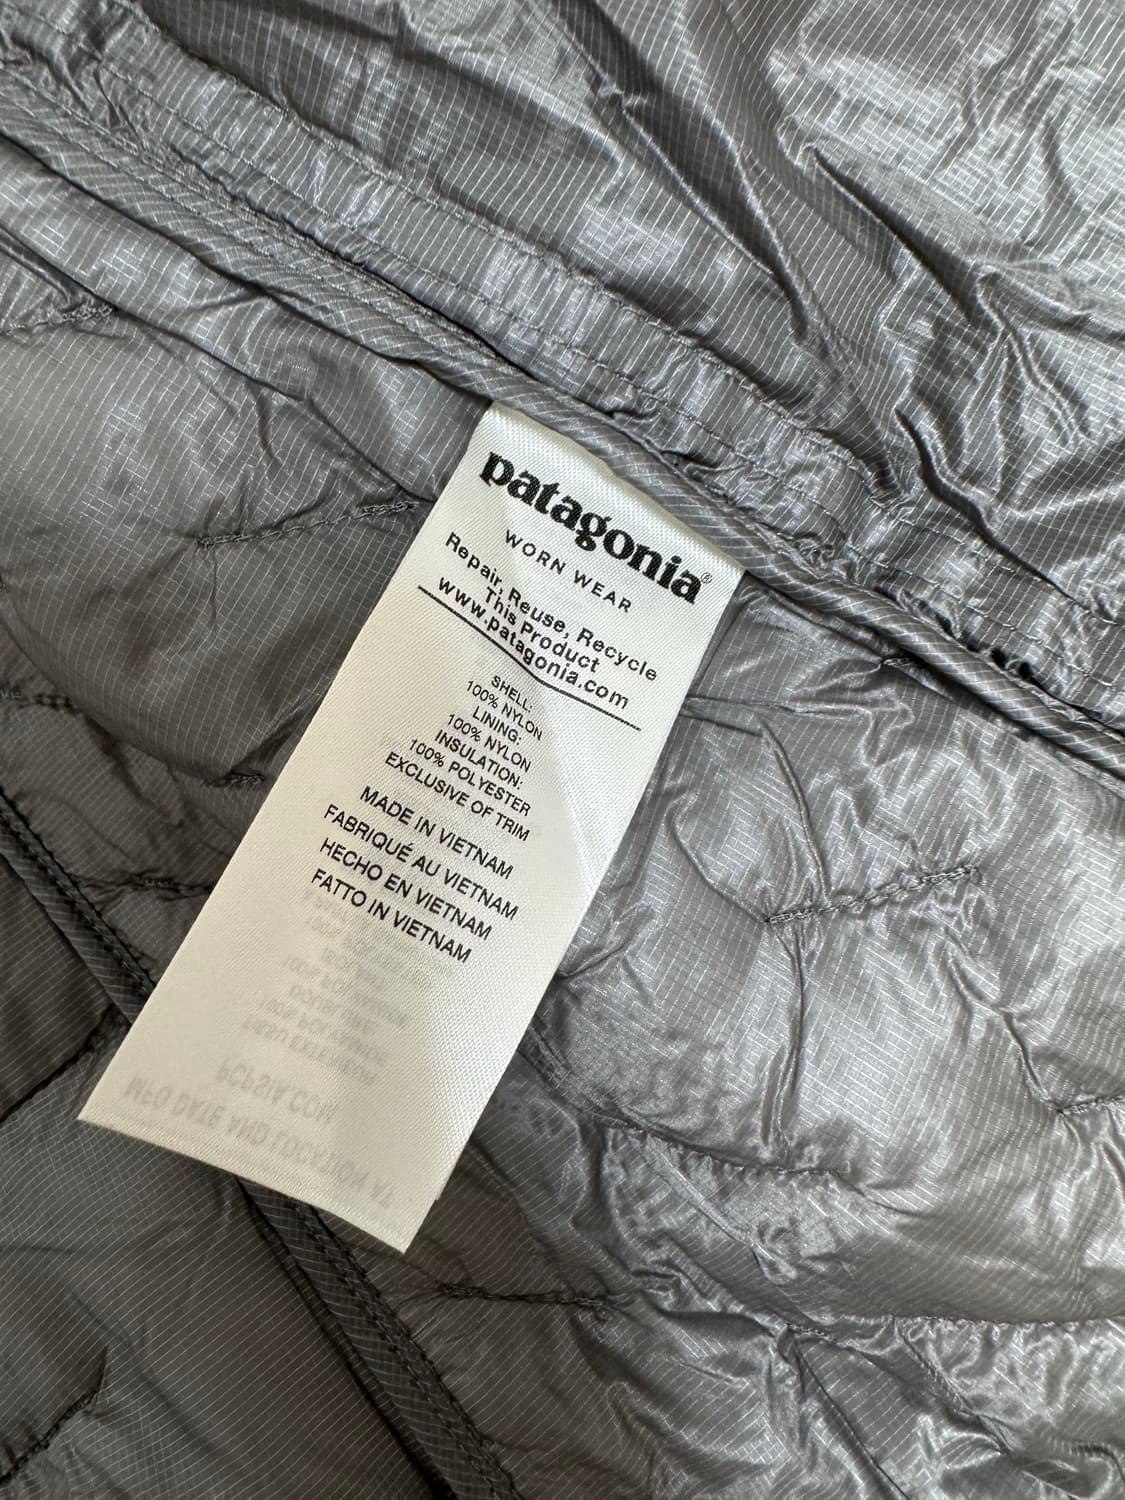 patagonia®
WORN WEAR
Repair, Reuse, Recycle
This Product
www.patagonia.com
SHELL:
100% NYLON
LINING:
100% NYLON
INSULATION:
100% POLYESTER
EXCLUSIVE OF TRIM
MADE IN VIETNAM
FABRIQUÉ AU VIETNAM
HECHO EN VIETNAM
FATTO IN VIETNAM